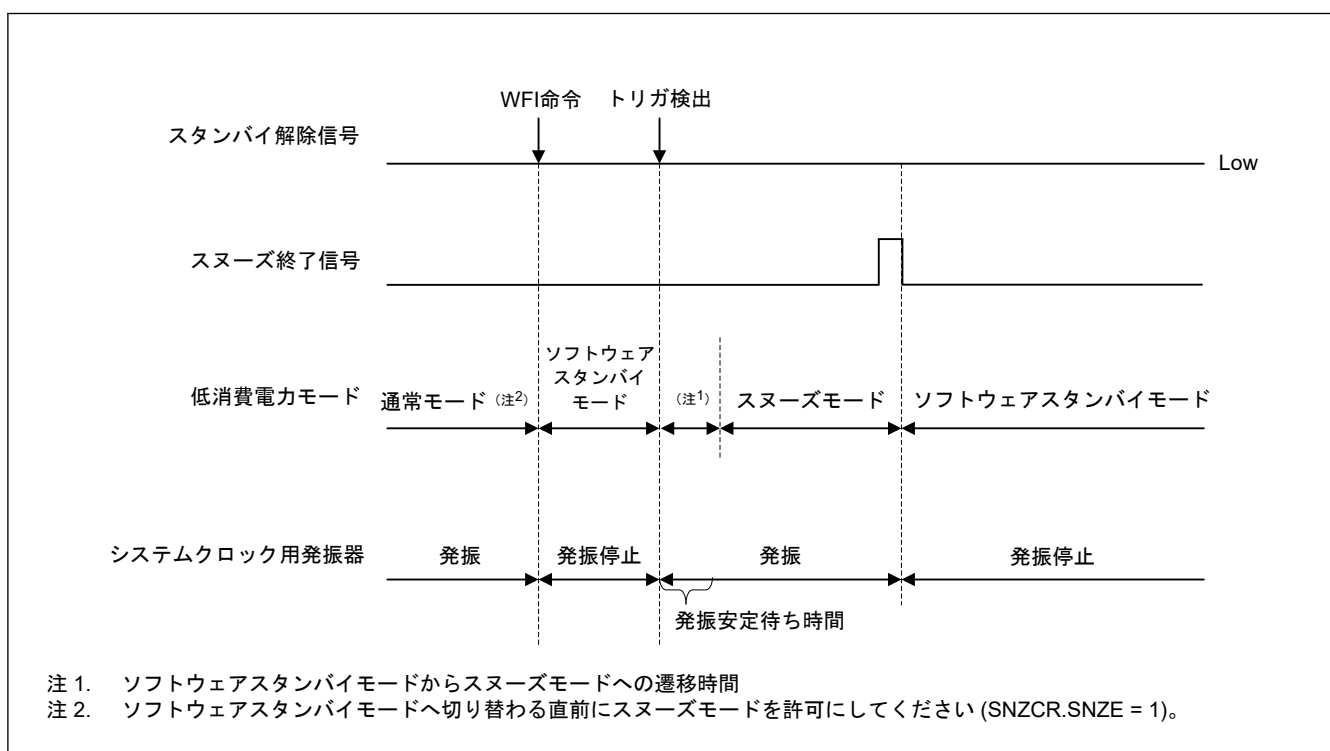 WFI命令 トリガ検出
スタンバイ解除信号
Low
スヌーズ終了信号
低消費電力モード
通常モード（注2）
ソフトウェア
スタンバイ
モード
（注1）
スヌーズモード
ソフトウェアスタンバイモード
システムクロック用発振器
発振
発振停止
発振
発振停止
発振安定待ち時間
注 1. ソフトウェアスタンバイモードからスヌーズモードへの遷移時間
注 2. ソフトウェアスタンバイモードへ切り替わる直前にスヌーズモードを許可にしてください (SNZCR.SNZE = 1)。